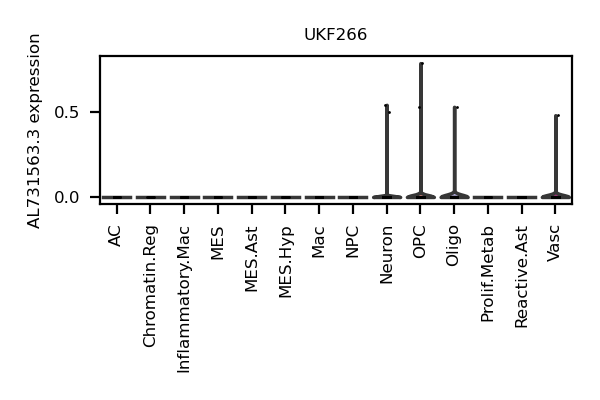 UKF266
AL731563.3 expression
0.5
0.0
AC
Chromatin.Reg
Inflammatory.Mac
MES
MES.Ast
MES.Hyp
Mac
NPC
Neuron
OPC
Oligo
Prolif.Metab
Reactive.Ast
Vasc